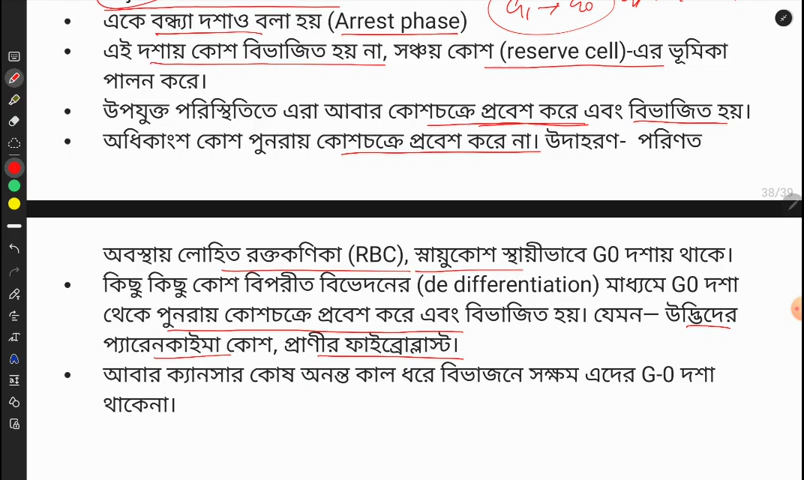 G₁ → G₀
একে বন্ধ্যা দশাও বলা হয় (Arrest phase)
এই দশায় কোশ বিভাজিত হয় না, সঞ্চয় কোশ (reserve cell)-এর ভূমিকা
পালন করে।
উপযুক্ত পরিস্থিতিতে এরা আবার কোশচক্রে প্রবেশ করে এবং বিভাজিত হয়।
অধিকাংশ কোশ পুনরায় কোশচক্রে প্রবেশ করে না। উদাহরণ- পরিণত
38/39
অবস্থায় লোহিত রক্তকণিকা (RBC), স্নায়ুকোশ স্থায়ীভাবে G0 দশায় থাকে।
কিছু কিছু কোশ বিপরীত বিভেদনের (de differentiation) মাধ্যমে G0 দশা
থেকে পুনরায় কোশচক্রে প্রবেশ করে এবং বিভাজিত হয়। যেমন— উদ্ভিদের
প্যারেনকাইমা কোশ, প্রাণীর ফাইব্রোব্লাস্ট।
আবার ক্যানসার কোষ অনন্ত কাল ধরে বিভাজনে সক্ষম এদের G-0 দশা
থাকেনা।